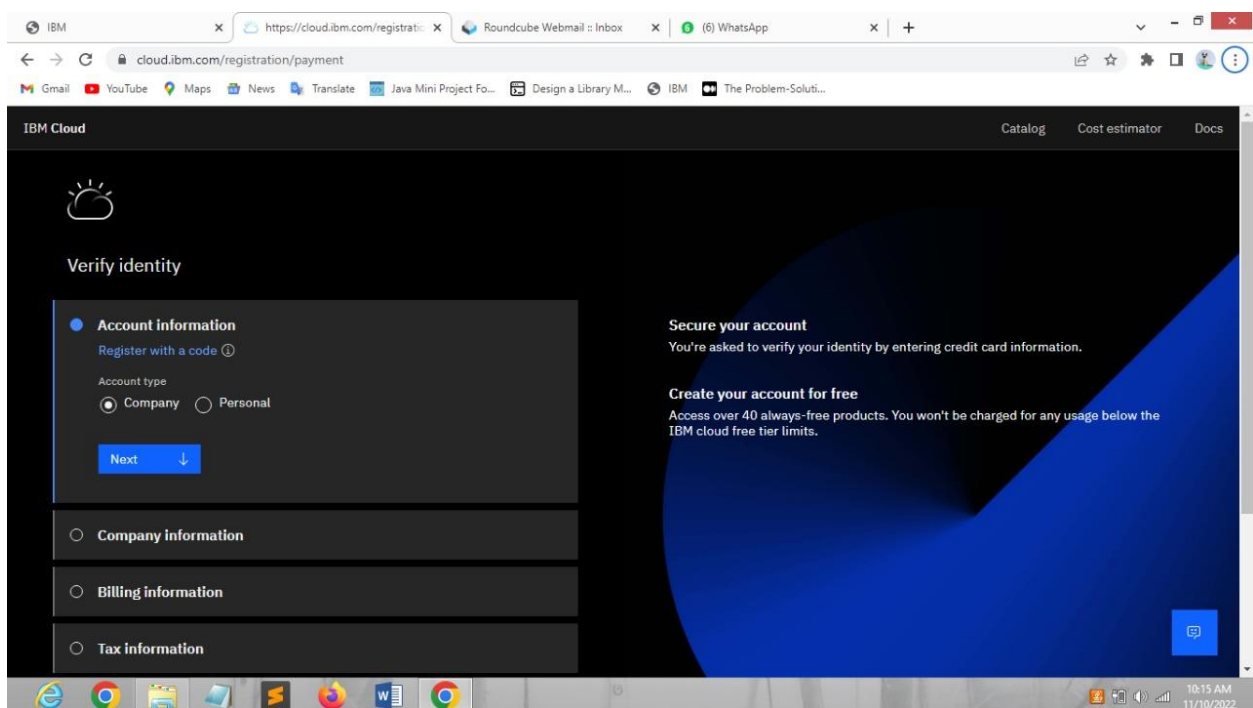 IBM
https://cloud.ibm.com/registratic
Roundcube Webmail :: Inbox
(6) WhatsApp
cloud.ibm.com/registration/payment
Gmail YouTube Maps News Translate Java Mini Project Fo... Design a Library M... IBM The Problem-Soluti...
IBM Cloud
Catalog Cost estimator Docs
Verify identity
Account information
Register with a code
Account type
Company Personal
Next
Company information
Billing information
Tax information
Secure your account
You're asked to verify your identity by entering credit card information.
Create your account for free
Access over 40 always-free products. You won't be charged for any usage below the
IBM cloud free tier limits.
10:15 AM
11/10/2022